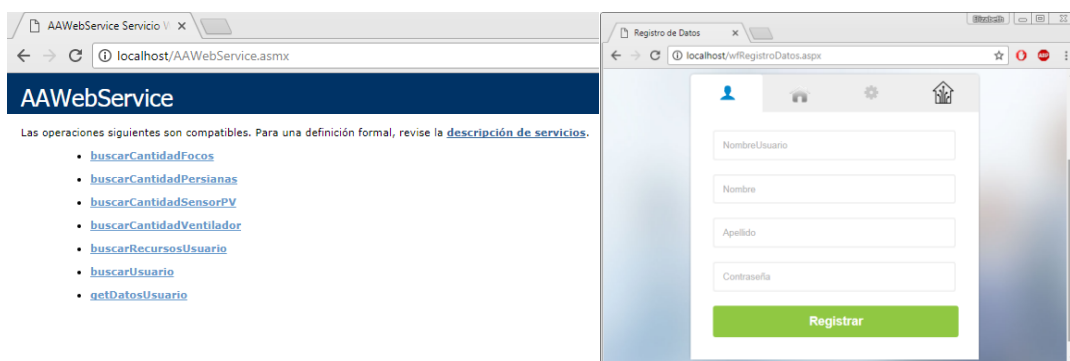 AAWebService Servicio V
localhost/AAWebService.asmx
AAWebService
Las operaciones siguientes son compatibles. Para una definición formal, revise la descripción de servicios.
buscarCantidadFocos
buscarCantidadPersianas
buscarCantidadSensorPV
buscarCantidadVentilador
buscarRecursosUsuario
buscarUsuario
getDatosUsuario
Elizabeth
Registro de Datos
localhost/wfRegistroDatos.aspx
NombreUsuario
Nombre
Apellido
Contraseña
Registrar